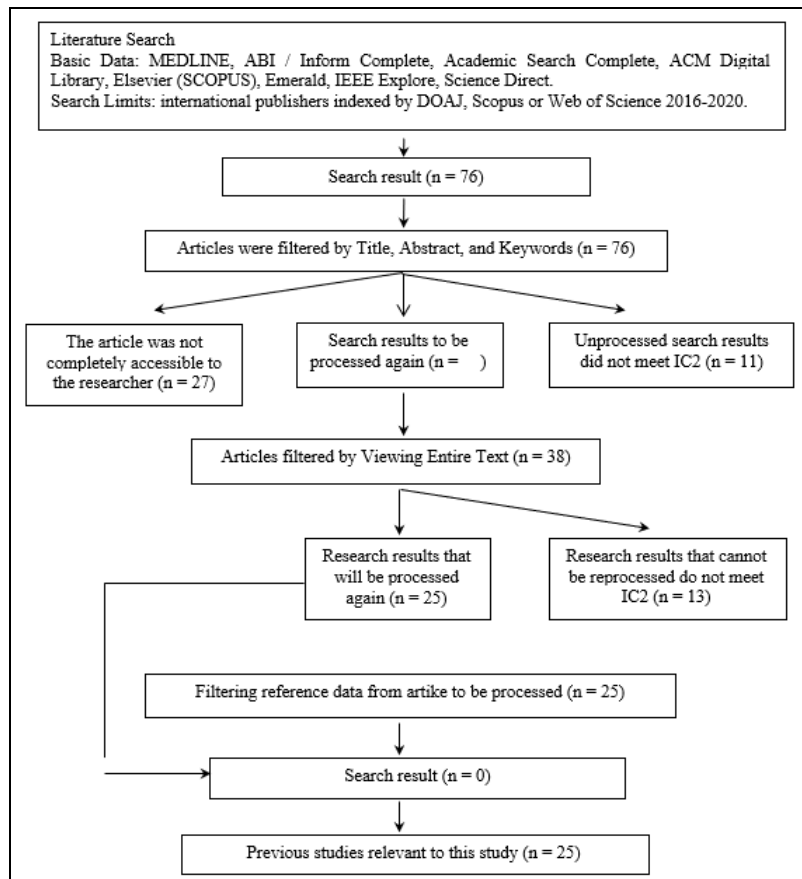 Literature Search
Basic Data: MEDLINE, ABI / Inform Complete, Academic Search Complete, ACM Digital
Library, Elsevier (SCOPUS), Emerald, IEEE Explore, Science Direct.
Search Limits: international publishers indexed by DOAJ, Scopus or Web of Science 2016-2020.
Search result (n = 76)
Articles were filtered by Title, Abstract, and Keywords (n = 76)
The article was not
completely accessible to
the researcher (n = 27)
Search results to be
processed again (n = )
Unprocessed search results
did not meet IC2 (n = 11)
Articles filtered by Viewing Entire Text (n = 38)
Research results that
will be processed
again (n = 25)
Research results that cannot
be reprocessed do not meet
IC2 (n = 13)
Filtering reference data from artike to be processed (n = 25)
Search result (n = 0)
Previous studies relevant to this study (n = 25)